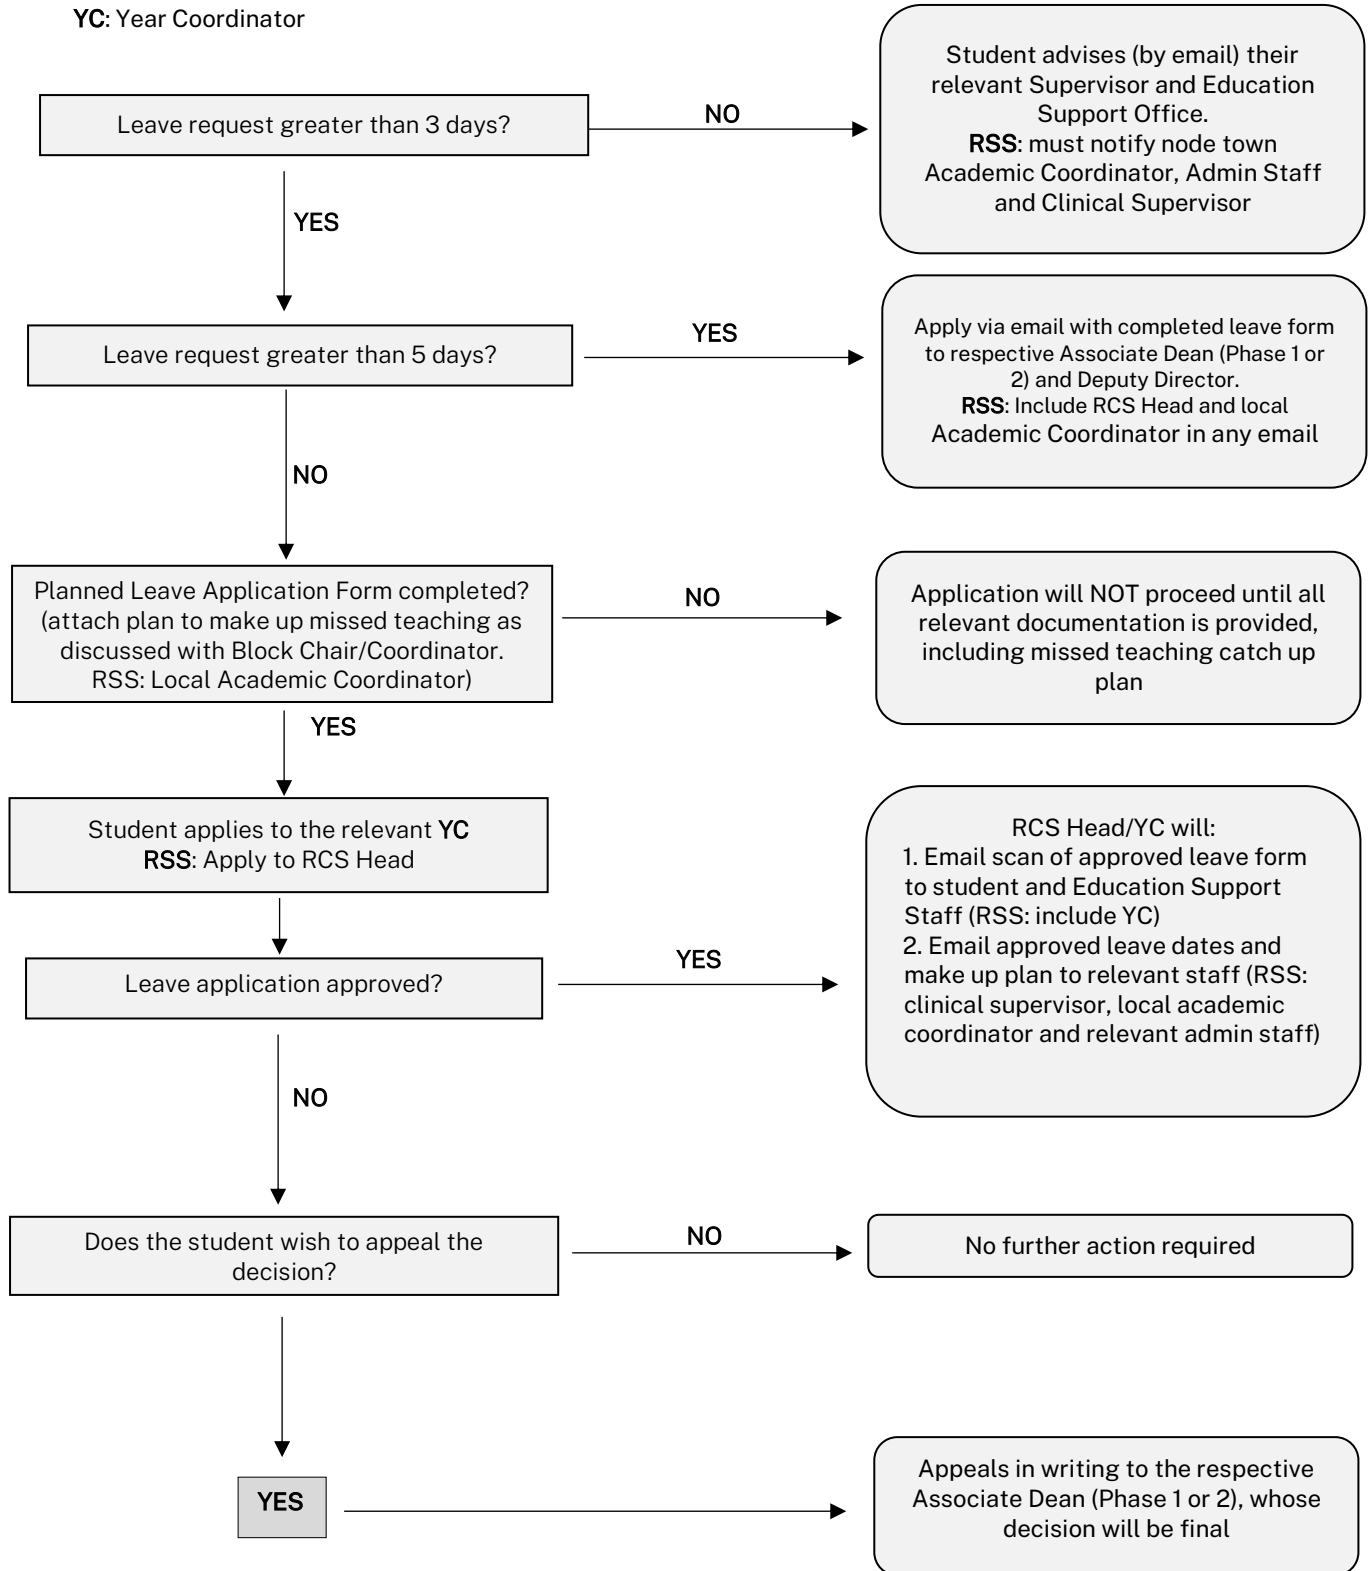 YC: Year Coordinator
Leave request greater than 3 days?
NO
Student advises (by email) their
relevant Supervisor and Education
Support Office.
RSS: must notify node town
Academic Coordinator, Admin Staff
and Clinical Supervisor
YES
Leave request greater than 5 days?
YES
Apply via email with completed leave form
to respective Associate Dean (Phase 1 or
2) and Deputy Director.
RSS: Include RCS Head and local
Academic Coordinator in any email
NO
Planned Leave Application Form completed?
(attach plan to make up missed teaching as
discussed with Block Chair/Coordinator.
RSS: Local Academic Coordinator)
NO
Application will NOT proceed until all
relevant documentation is provided,
including missed teaching catch up
plan
YES
Student applies to the relevant YC
RSS: Apply to RCS Head
Leave application approved?
YES
RCS Head/YC will:
1. Email scan of approved leave form
to student and Education Support
Staff (RSS: include YC)
2. Email approved leave dates and
make up plan to relevant staff (RSS:
clinical supervisor, local academic
coordinator and relevant admin staff)
NO
Does the student wish to appeal the
decision?
NO
No further action required
YES
Appeals in writing to the respective
Associate Dean (Phase 1 or 2), whose
decision will be final